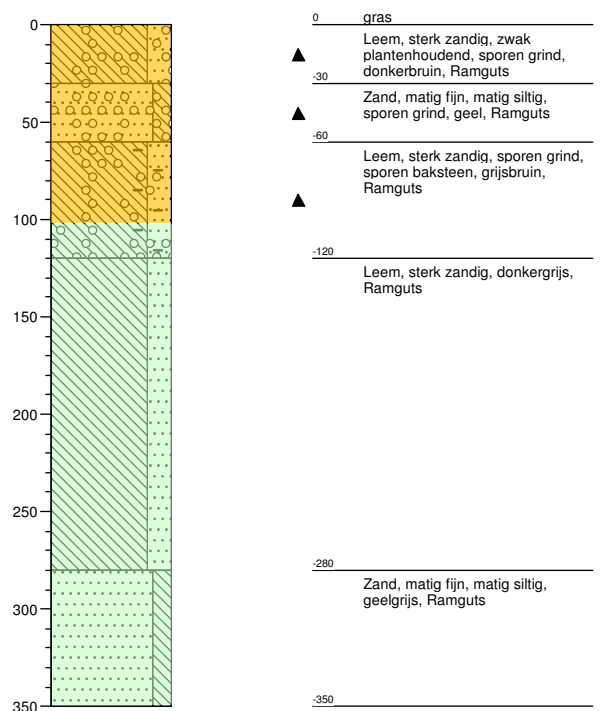 0
gras
Leem, sterk zandig, zwak
plantenhoudend, sporen grind,
donkerbruin, Ramguts
-30
Zand, matig fijn, matig siltig,
sporen grind, geel, Ramguts
50
-60
Leem, sterk zandig, sporen grind,
sporen baksteen, grijsbruin,
Ramguts
100
-120
Leem, sterk zandig, donkergrijs,
Ramguts
150
200
250
-280
Zand, matig fijn, matig siltig,
geelgrijs, Ramguts
300
350
-350
0